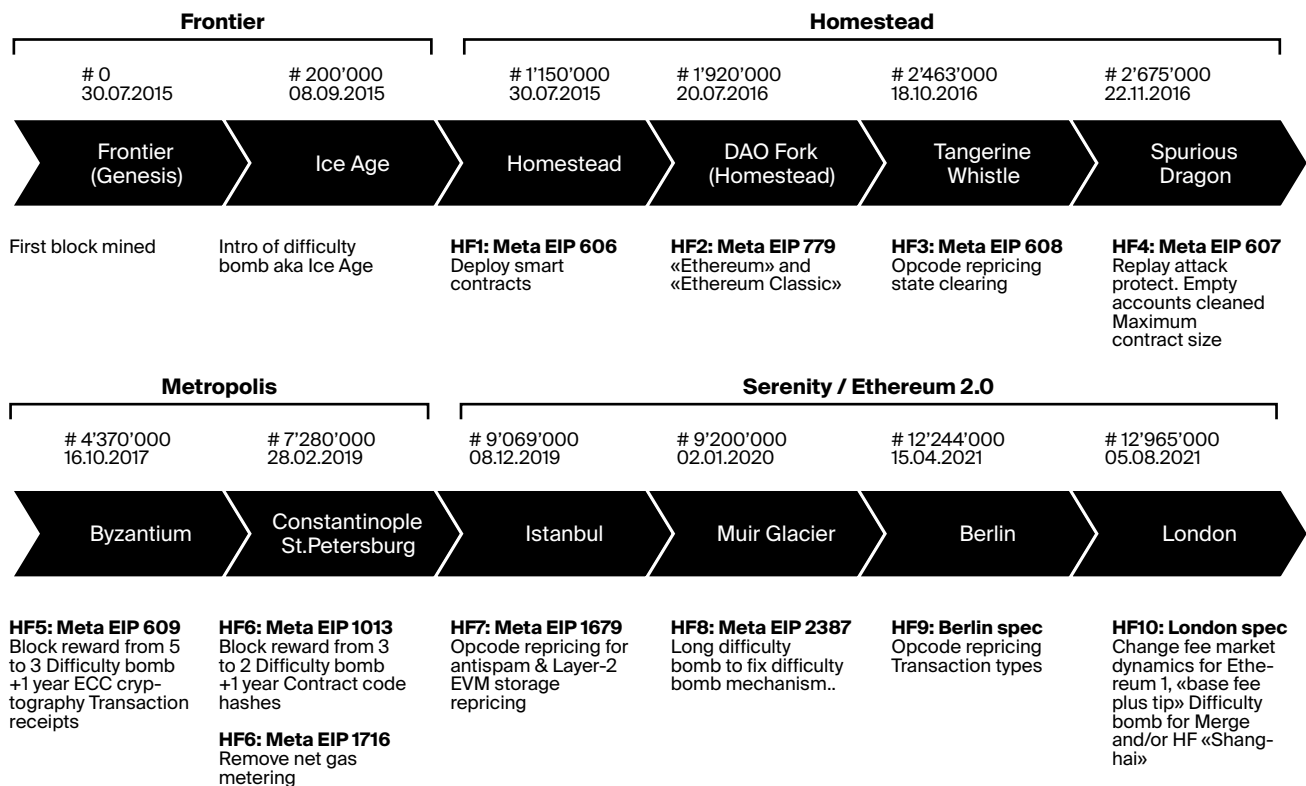 Frontier
Homestead
# 0
30.07.2015
# 200’000
08.09.2015
# 1’150’000
30.07.2015
# 1’920’000
20.07.2016
# 2’463’000
18.10.2016
# 2’675’000
22.11.2016
Frontier
(Genesis)
Ice Age
Homestead
DAO Fork
(Homestead)
Tangerine
Whistle
Spurious
Dragon
First block mined
Intro of difficulty
bomb aka Ice Age
HF1: Meta EIP 606
Deploy smart
contracts
HF2: Meta EIP 779
«Ethereum» and
«Ethereum Classic»
HF3: Meta EIP 608
Opcode repricing
state clearing
HF4: Meta EIP 607
Replay attack
protect. Empty
accounts cleaned
Maximum
contract size
Metropolis
Serenity / Ethereum 2.0
# 4’370’000
16.10.2017
# 7’280’000
28.02.2019
# 9’069’000
08.12.2019
# 9’200’000
02.01.2020
# 12’244’000
15.04.2021
# 12’965’000
05.08.2021
Byzantium
Constantinople
St.Petersburg
Istanbul
Muir Glacier
Berlin
London
HF5: Meta EIP 609
Block reward from 5
to 3 Difficulty bomb
+1 year ECC cryp-
tography Transaction
receipts
HF6: Meta EIP 1013
Block reward from 3
to 2 Difficulty bomb
+1 year Contract code
hashes
HF6: Meta EIP 1716
Remove net gas
metering
HF7: Meta EIP 1679
Opcode repricing for
antispam & Layer-2
EVM storage
repricing
HF8: Meta EIP 2387
Long difficulty
bomb to fix difficulty
bomb mechanism..
HF9: Berlin spec
Opcode repricing
Transaction types
HF10: London spec
Change fee market
dynamics for Ethe-
reum 1, «base fee
plus tip» Difficulty
bomb for Merge
and/or HF «Shang-
hai»